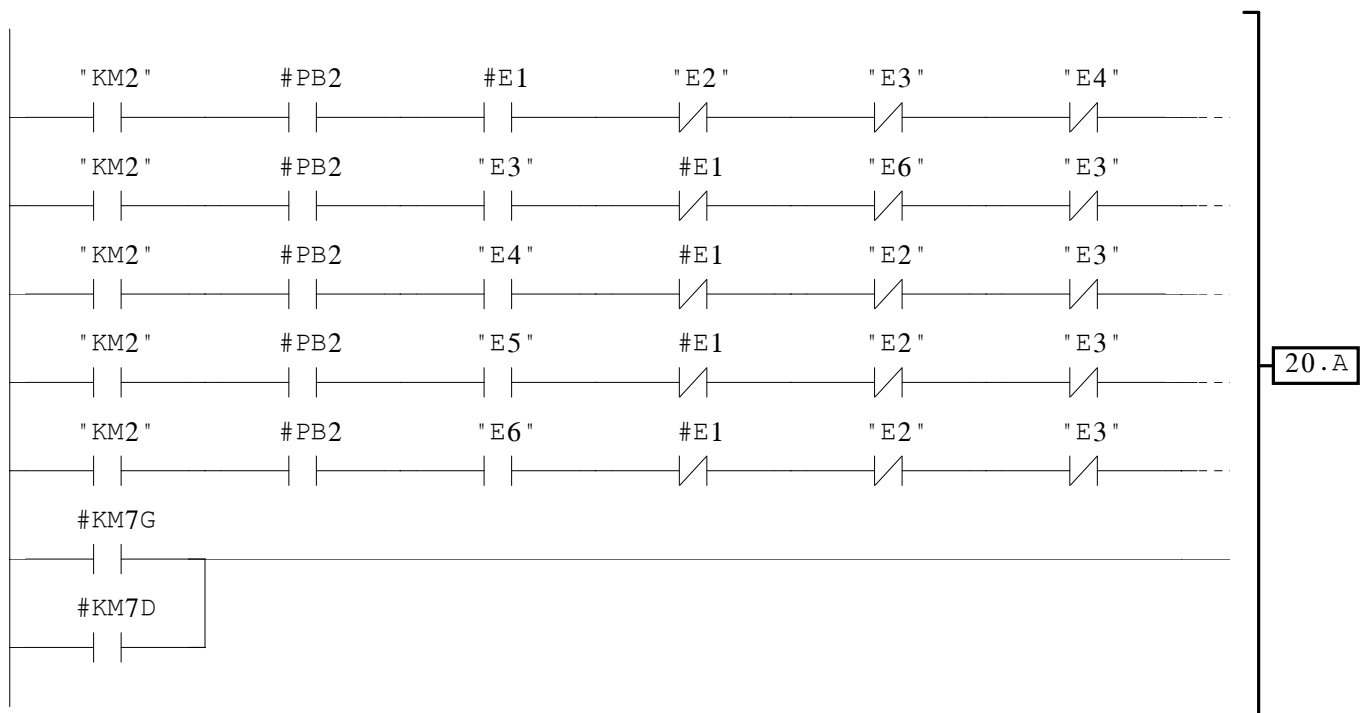 "KM2" #PB2 #E1 "E2" "E3" "E4"
"KM2" #PB2 "E3" #E1 "E6" "E3"
"KM2" #PB2 "E4" #E1 "E2" "E3"
"KM2" #PB2 "E5" #E1 "E2" "E3"
20.A
"KM2" #PB2 "E6" #E1 "E2" "E3"
#KM7G
#KM7D